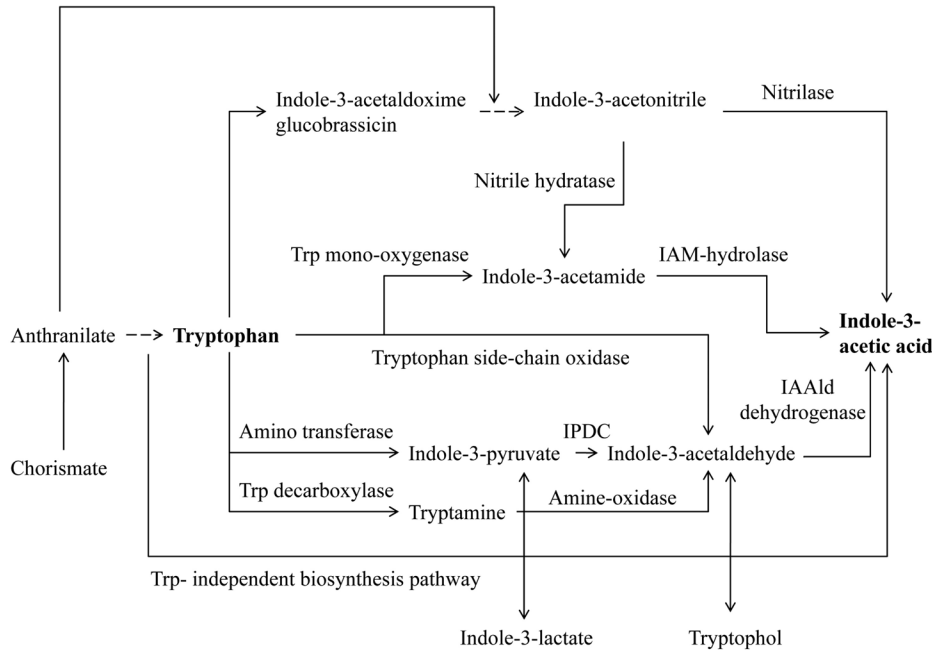 Indole-3-acetaldoxime
glucobrassicin
Indole-3-acetonitrile
Nitrilase
Nitrile hydratase
Trp mono-oxygenase
Indole-3-acetamide
IAM-hydrolase
Anthranilate
Tryptophan
Indole-3-
acetic acid
Tryptophan side-chain oxidase
IAAld
dehydrogenase
Amino transferase
IPDC
Indole-3-pyruvate
Indole-3-acetaldehyde
Chorismate
Trp decarboxylase
Tryptamine
Amine-oxidase
Trp- independent biosynthesis pathway
Indole-3-lactate
Tryptophol